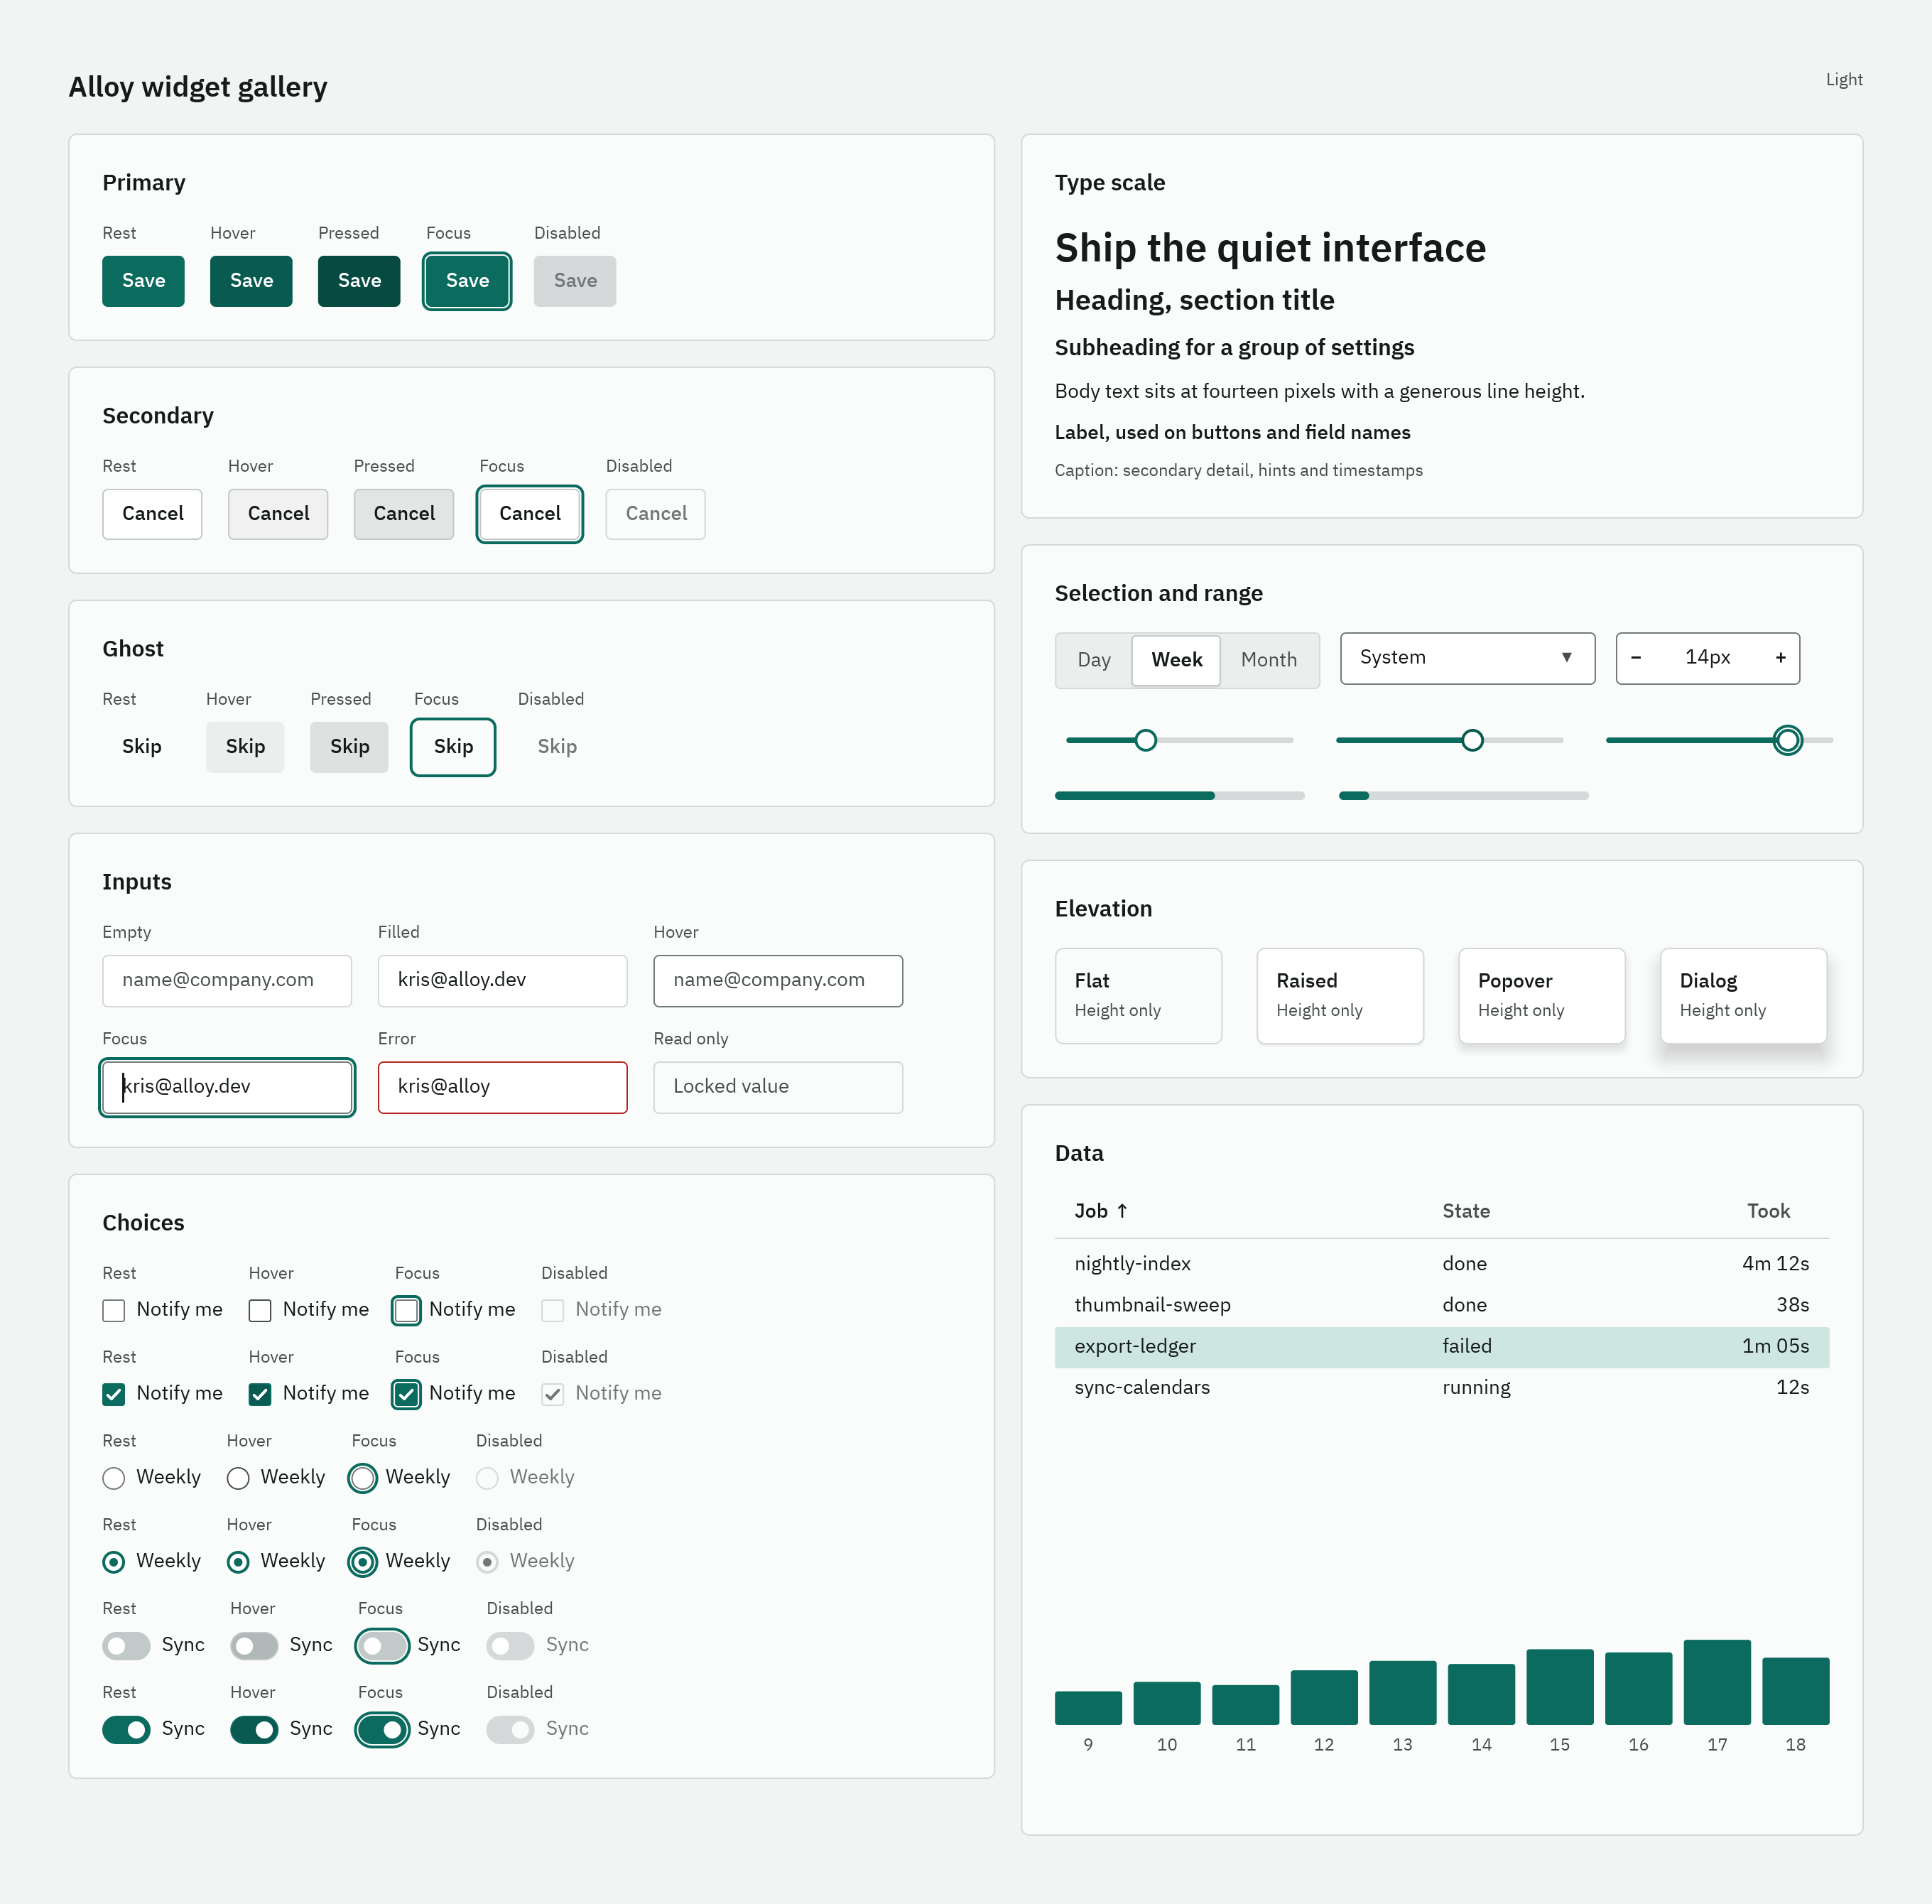 Alloy widget gallery
Light
Primary
Rest Hover Pressed Focus Disabled
Save Save Save Save Save
Secondary
Rest Hover Pressed Focus Disabled
Cancel Cancel Cancel Cancel Cancel
Ghost
Rest Hover Pressed Focus Disabled
Skip Skip Skip Skip Skip
Inputs
Empty Filled Hover
name@company.com kris@alloy.dev name@company.com
Focus Error Read only
kris@alloy.dev kris@alloy Locked value
Choices
Rest Hover Focus Disabled
Notify me Notify me Notify me Notify me
Rest Hover Focus Disabled
Notify me Notify me Notify me Notify me
Rest Hover Focus Disabled
Weekly Weekly Weekly Weekly
Rest Hover Focus Disabled
Weekly Weekly Weekly Weekly
Rest Hover Focus Disabled
Sync Sync Sync Sync
Rest Hover Focus Disabled
Sync Sync Sync Sync
Type scale
Ship the quiet interface
Heading, section title
Subheading for a group of settings
Body text sits at fourteen pixels with a generous line height.
Label, used on buttons and field names
Caption: secondary detail, hints and timestamps
Selection and range
Day Week Month System ▼ − 14px +
Elevation
Flat Raised Popover Dialog
Height only Height only Height only Height only
Data
Job ↑ State Took
nightly-index done 4m 12s
thumbnail-sweep done 38s
export-ledger failed 1m 05s
sync-calendars running 12s
9 10 11 12 13 14 15 16 17 18